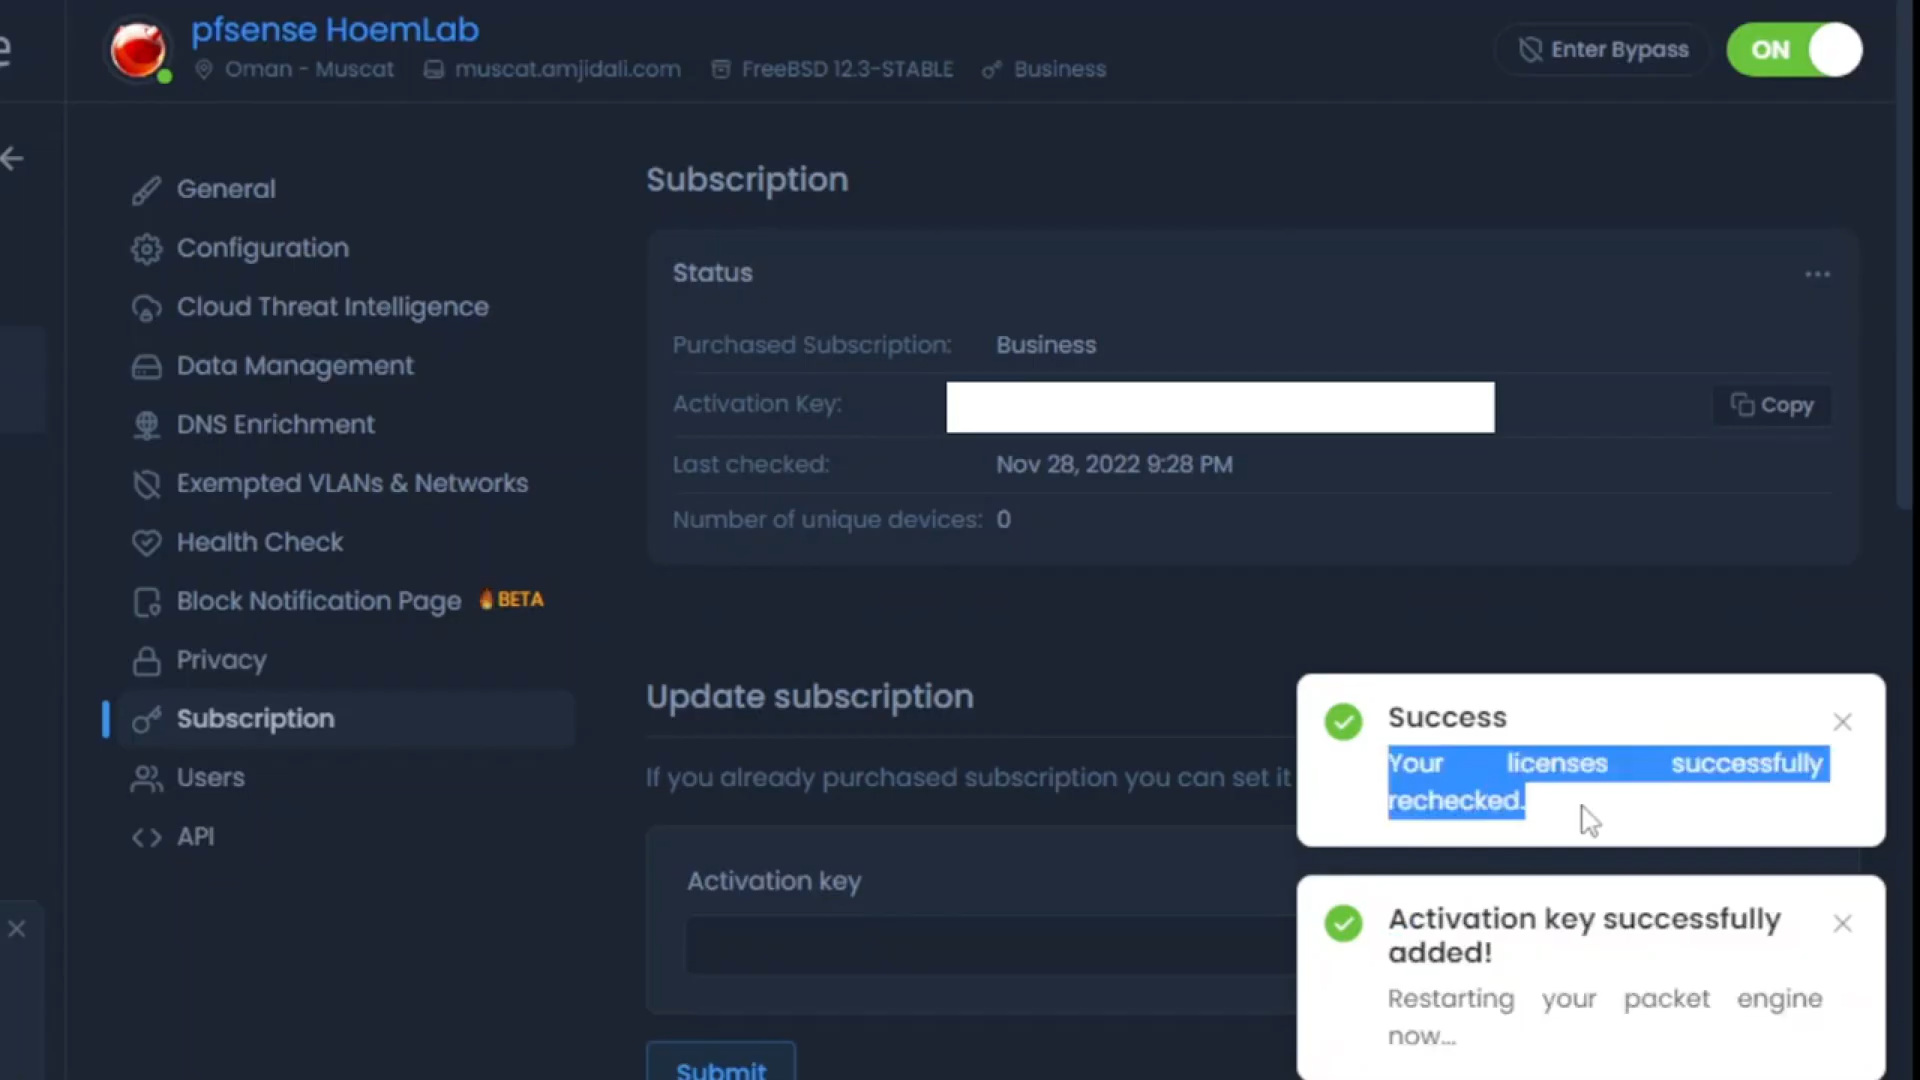 pfsense HoemLab
Oman - Muscat muscat.amjidali.com FreeBSD 12.3-STABLE Business
Enter Bypass
ON
General
Configuration
Cloud Threat Intelligence
Data Management
DNS Enrichment
Exempted VLANs & Networks
Health Check
Block Notification Page BETA
Privacy
Subscription
Users
API
Subscription
Status
Purchased Subscription: Business
Activation Key: Copy
Last checked: Nov 28, 2022 9:28 PM
Number of unique devices: 0
Update subscription
If you already purchased subscription you can set it
Activation key
Submit
Success
Your licenses successfully
rechecked.
Activation key successfully
added!
Restarting your packet engine
now...